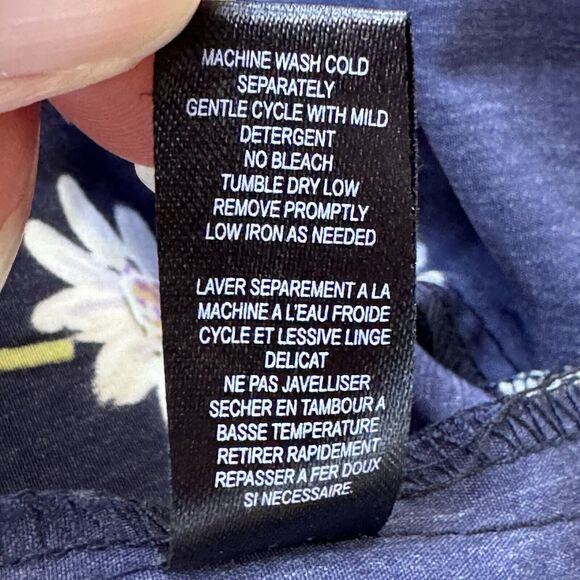 MACHINE WASH COLD
SEPARATELY
GENTLE CYCLE WITH MILD
DETERGENT
NO BLEACH
TUMBLE DRY LOW
REMOVE PROMPTLY
LOW IRON AS NEEDED
LAVER SEPAREMENT A LA
MACHINE A L'EAU FROIDE
CYCLE ET LESSIVE LINGE
DELICAT
NE PAS JAVELLISER
SECHER EN TAMBOUR A
BASSE TEMPERATURE
RETIRER RAPIDEMENT
REPASSER A FER DOUX
SI NECESSAIRE.